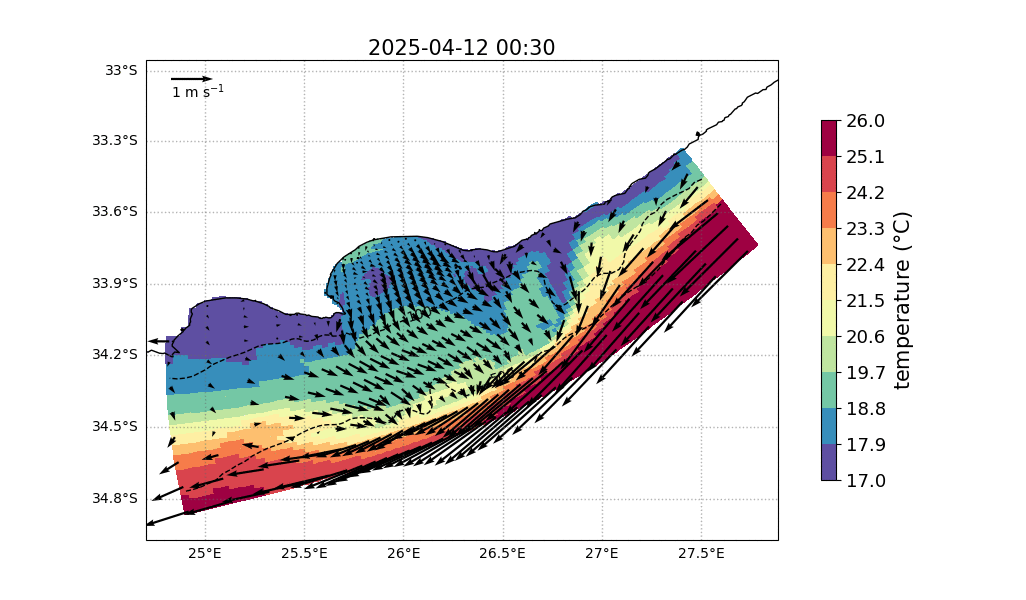 2025-04-12 00:30
1 m s⁻¹
33°S
33.3°S
33.6°S
33.9°S
34.2°S
34.5°S
34.8°S
25°E
25.5°E
26°E
26.5°E
27°E
27.5°E
100
26.0
25.1
24.2
23.3
22.4
21.5
20.6
19.7
18.8
17.9
17.0
temperature (°C)